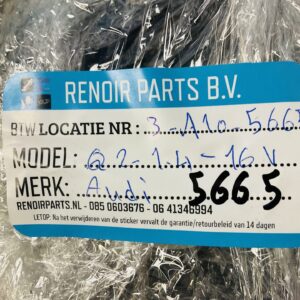 RENOIR PARTS B.V.
BTW LOCATIE NR : 3-A10-5665
MODEL: Q2-1.4-16V
MERK: Audi 5665
RENOIRPARTS.NL - 085 0603676 - 06 41346994
LETOP: Na het verwijderen van de sticker vervalt de garantie/retourbeleid van 14 dagen